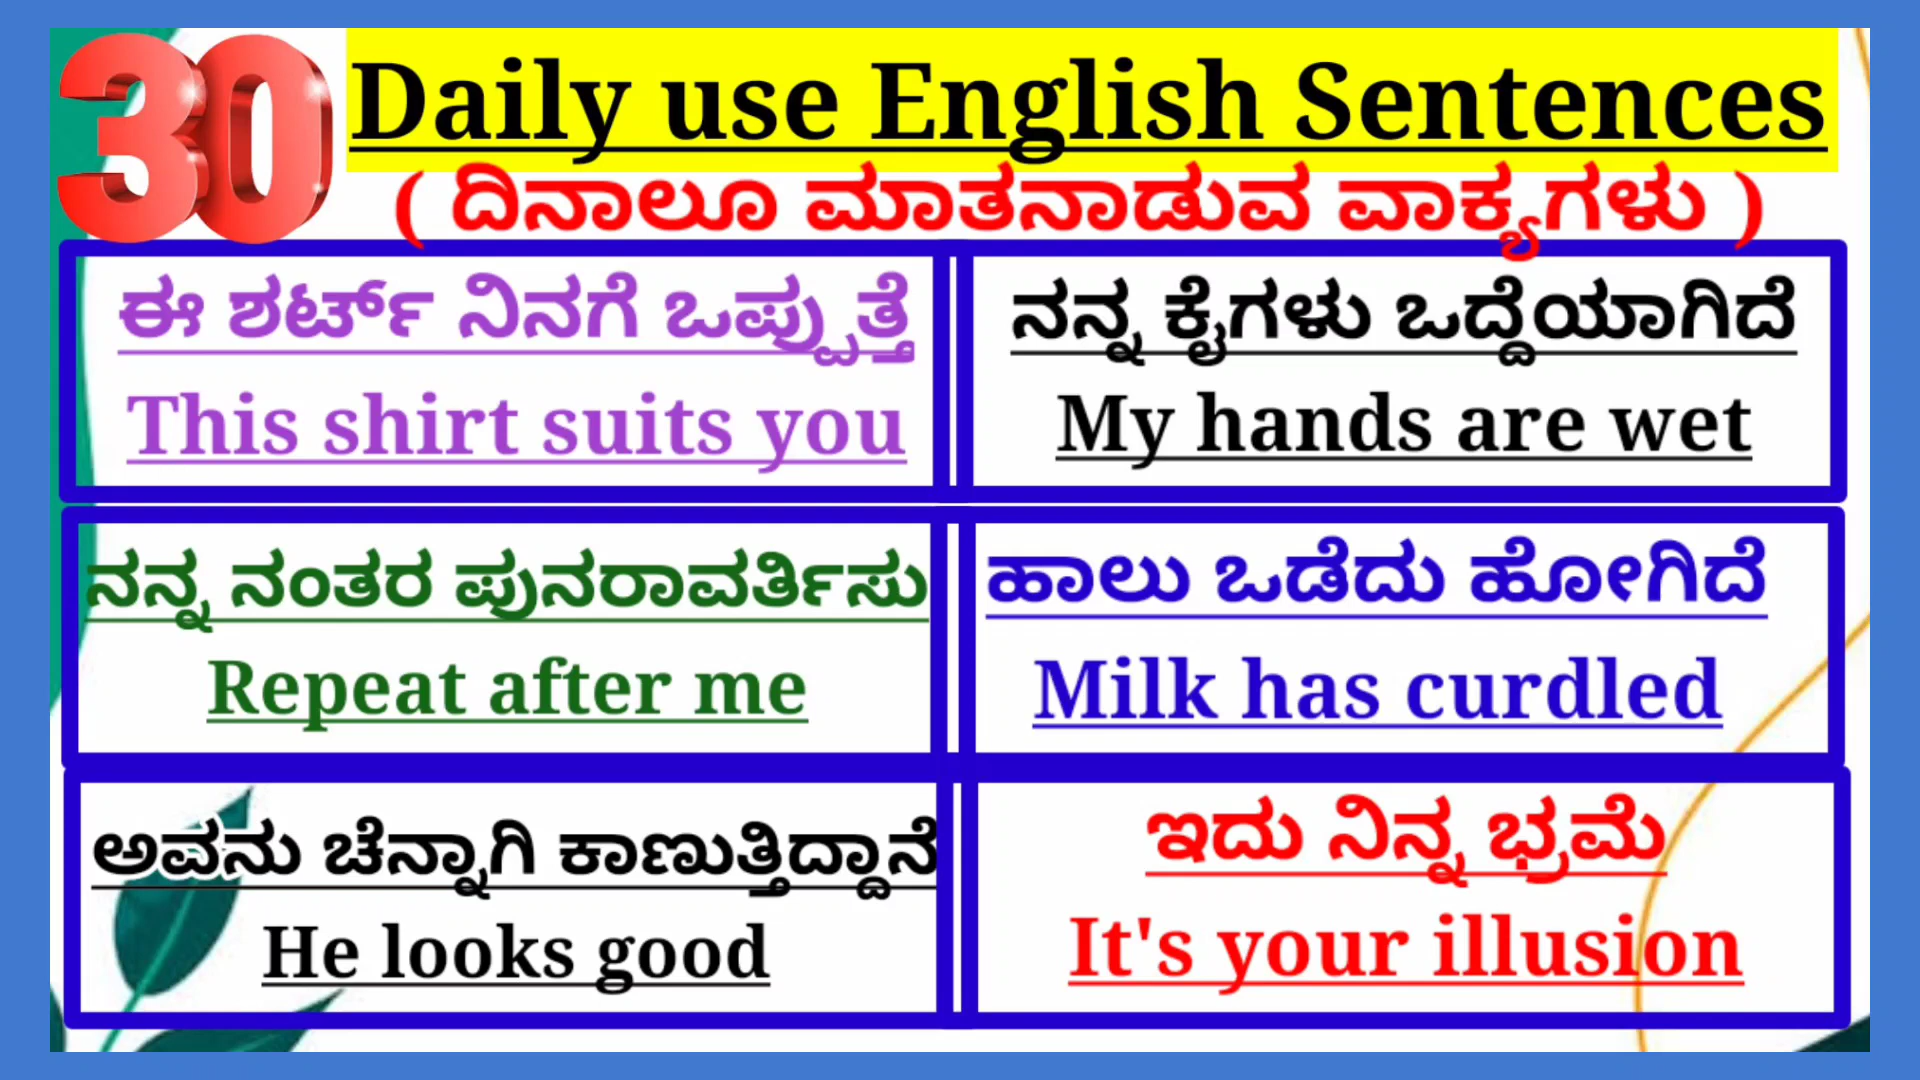 30 Daily use English Sentences
( ದಿನಾಲೂ ಮಾತನಾಡುವ ವಾಕ್ಯಗಳು )
ಈ ಶರ್ಟ್ ನಿನಗೆ ಒಪ್ಪುತ್ತೆ
This shirt suits you
ನನ್ನ ಕೈಗಳು ಒದ್ದೆಯಾಗಿದೆ
My hands are wet
ನನ್ನ ನಂತರ ಪುನರಾವರ್ತಿಸು
Repeat after me
ಹಾಲು ಒಡೆದು ಹೋಗಿದೆ
Milk has curdled
ಅವನು ಚೆನ್ನಾಗಿ ಕಾಣುತ್ತಿದ್ದಾನೆ
He looks good
ಇದು ನಿನ್ನ ಭ್ರಮೆ
It's your illusion